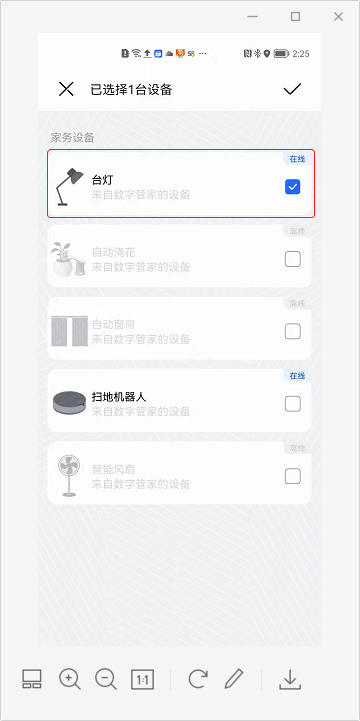 58 ··· 2:25
已选择1台设备
家务设备
在线
台灯
来自数字管家的设备
离线
自动浇花
来自数字管家的设备
离线
自动窗帘
来自数字管家的设备
在线
扫地机器人
来自数字管家的设备
离线
智能风扇
来自数字管家的设备
1:1